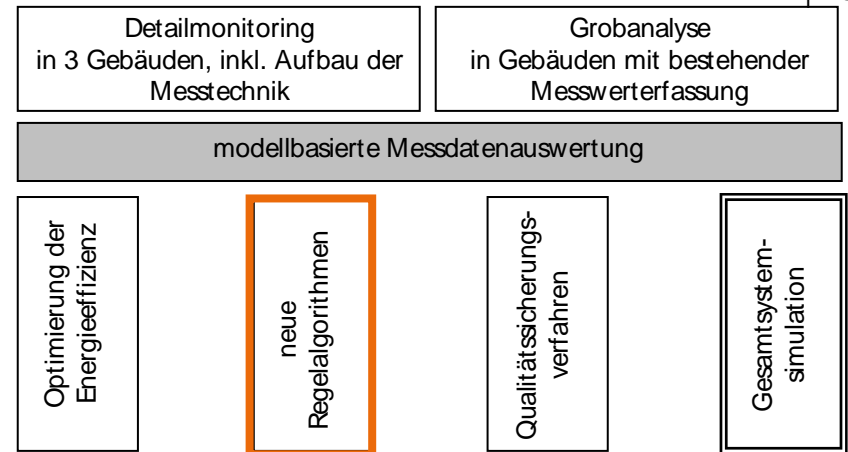 Detailmonitoring
in 3 Gebäuden, inkl. Aufbau der
Messtechnik
Grobanalyse
in Gebäuden mit bestehender
Messwerterfassung
modellbasierte Messdatenauswertung
Optimierung der
Energieeffizienz
neue
Regelalgorithmen
Qualitätssicherungs-
verfahren
Gesamtsystem-
simulation